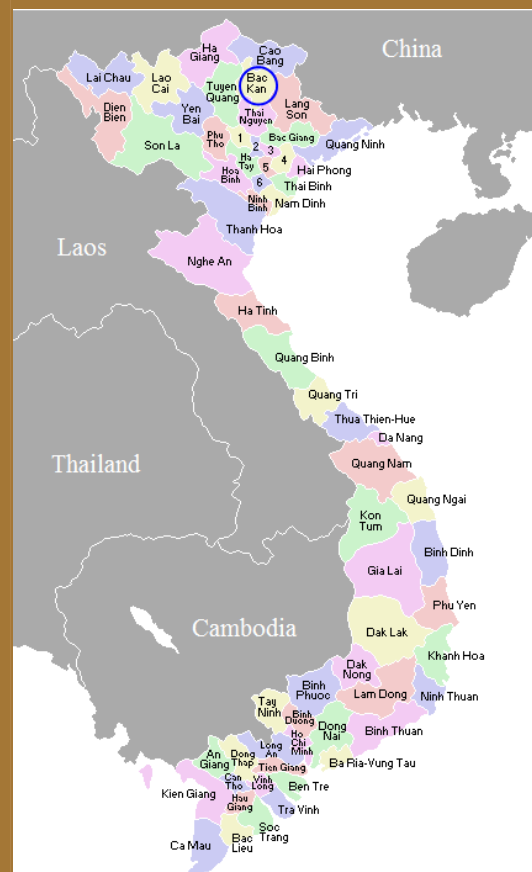 China
Ha
Giang
Cao
Bang
Lai Chau
Lao
Cai
Bac
Kan
Tuyen
Quang
Dien
Bien
Yen
Bai
Lang
Son
Thai
Nguyen
Son La
Phu
Tho
1
2
3
Bac Giang
Quang Ninh
Ha
Tay
4
5
Hoa
Binh
6
Hai Phong
Thai Binh
Ninh
Binh
Nam Dinh
Thanh Hoa
Laos
Nghe An
Ha Tinh
Quang Binh
Quang Tri
Thua Thien-Hue
Da Nang
Thailand
Quang Nam
Quang Ngai
Kon
Tum
Binh Dinh
Gia Lai
Phu Yen
Cambodia
Dak Lak
Khanh Hoa
Dak
Nong
Binh
Phuoc
Lam Dong
Ninh Thuan
Tay
Ninh
Binh
Duong
Dong
Nai
Binh Thuan
Ho
Chi
Minh
An
Giang
Dong
Thap
Long
An
Tien Giang
Ba Ria-Vung Tau
Can
Tho
Vinh
Long
Ben Tre
Kien Giang
Hau
Giang
Tra Vinh
Soc
Trang
Ca Mau
Bac
Lieu